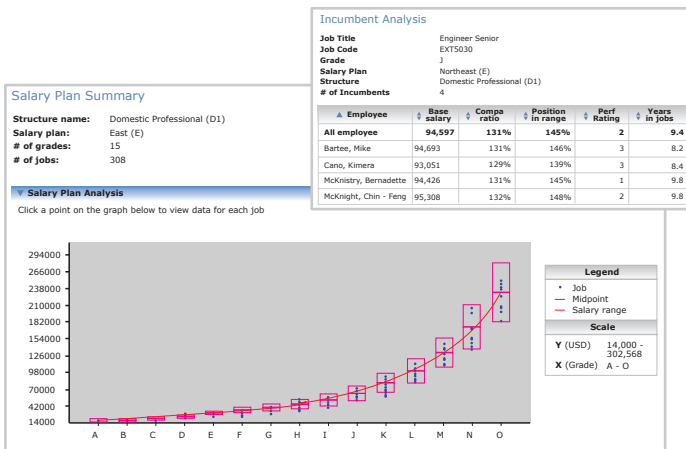 Incumbent Analysis
Job Title Engineer Senior
Job Code EXT5030
Grade J
Salary Plan Northeast (E)
Structure Domestic Professional (D1)
# of Incumbents 4
Employee Base salary Compa ratio Position in range Perf Rating Years in jobs
All employee 94,597 131% 145% 2 9.4
Bartee, Mike 94,693 131% 146% 3 8.2
Cano, Kimera 93,051 129% 139% 3 8.4
McKnistry, Bernadette 94,426 131% 145% 1 9.8
McKnight, Chin - Feng 95,308 132% 148% 2 9.8
Salary Plan Summary
Structure name: Domestic Professional (D1)
Salary plan: East (E)
# of grades: 15
# of jobs: 308
Salary Plan Analysis
Click a point on the graph below to view data for each job
294000
266000
238000
210000
182000
154000
126000
98000
70000
42000
14000
A B C D E F G H I J K L M N O
Legend
Job
Midpoint
Salary range
Scale
Y (USD) 14,000 -
302,568
X (Grade) A - O